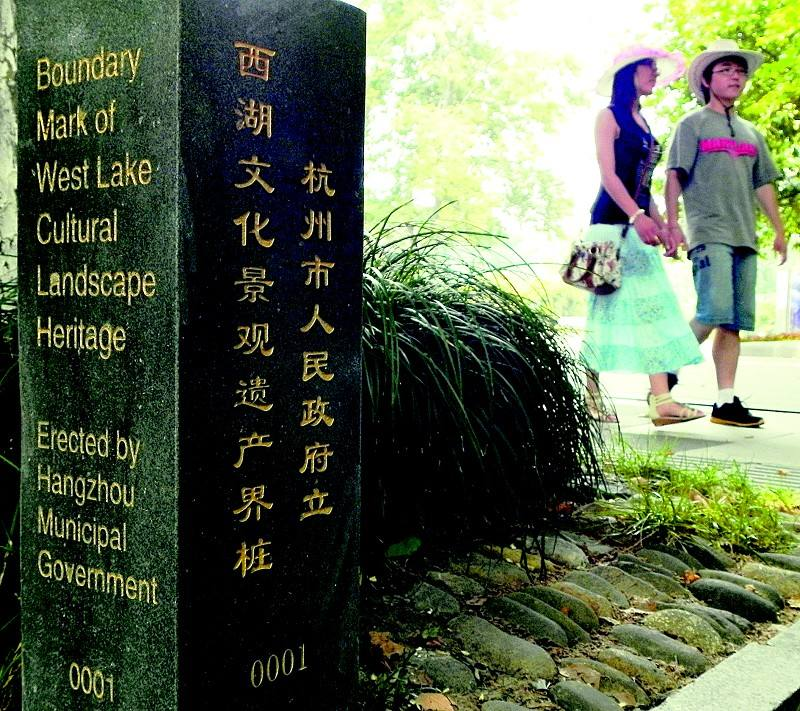 Boundary
Mark of
West Lake
Cultural
Landscape
Heritage
Erected by
Hangzhou
Municipal
Government
0001
西湖文化景观遗产界桩
杭州市人民政府立
0001